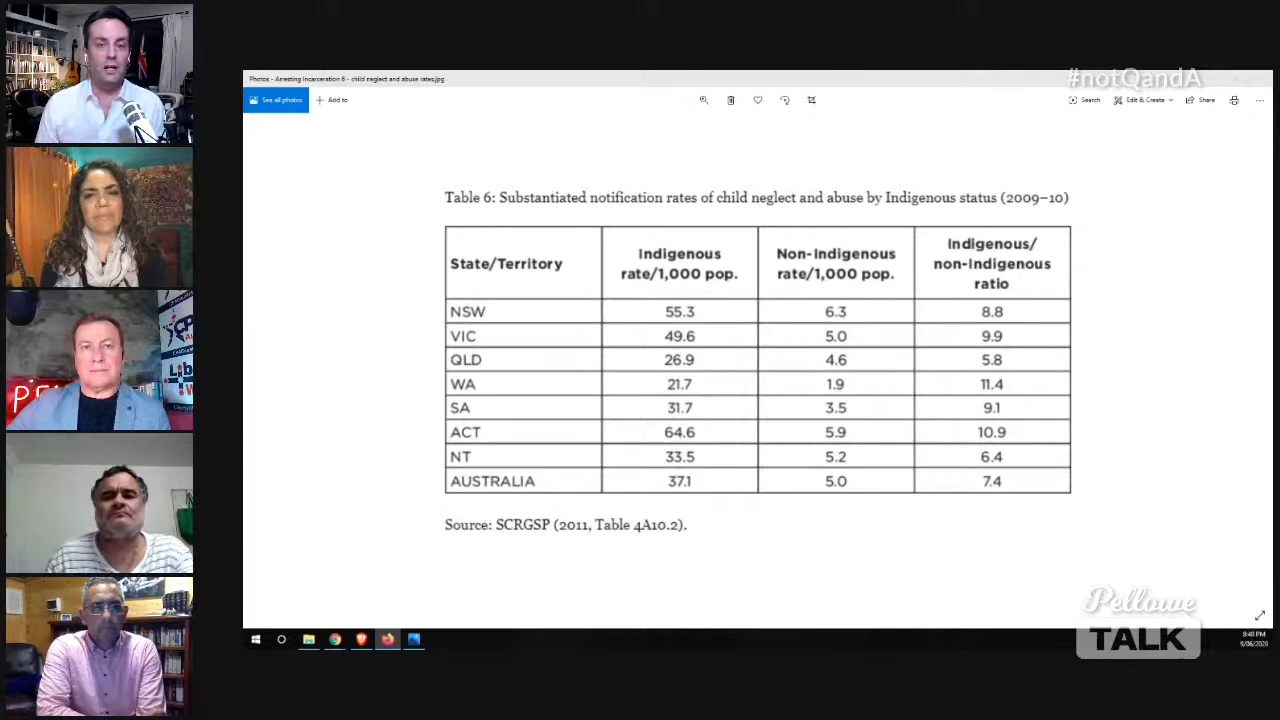 Photos - Arresting Incarceration 6 - child neglect and abuse rates.jpg
#notQandA
See all photos
Add to
Search
Edit & Create
Share
Table 6: Substantiated notification rates of child neglect and abuse by Indigenous status (2009–10)
State/Territory Indigenous rate/1,000 pop. Non-Indigenous rate/1,000 pop. Indigenous/ non-Indigenous ratio
NSW 55.3 6.3 8.8
VIC 49.6 5.0 9.9
QLD 26.9 4.6 5.8
WA 21.7 1.9 11.4
SA 31.7 3.5 9.1
ACT 64.6 5.9 10.9
NT 33.5 5.2 6.4
AUSTRALIA 37.1 5.0 7.4
Source: SCRGSP (2011, Table 4A10.2).
Pellowe
TALK
8:48 PM
9/06/2020